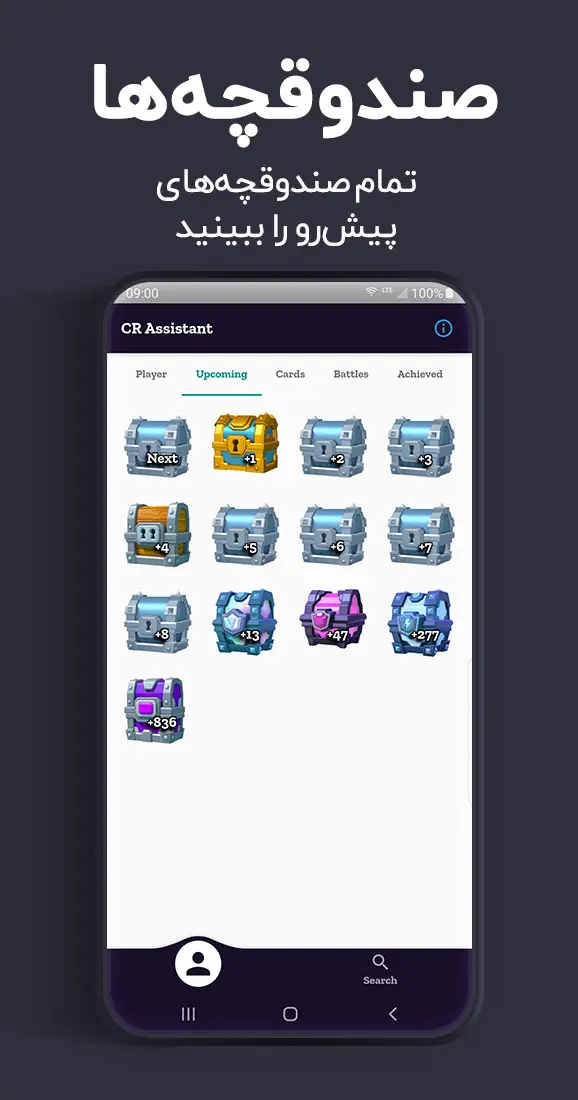 صندوقچه‌ها
تمام صندوقچه‌های
پیش‌رو را ببینید
09:00 LTE 100%
CR Assistant
Player Upcoming Cards Battles Achieved
Next +1 +2 +3
+4 +5 +6 +7
+8 +13 +47 +277
+836
Search